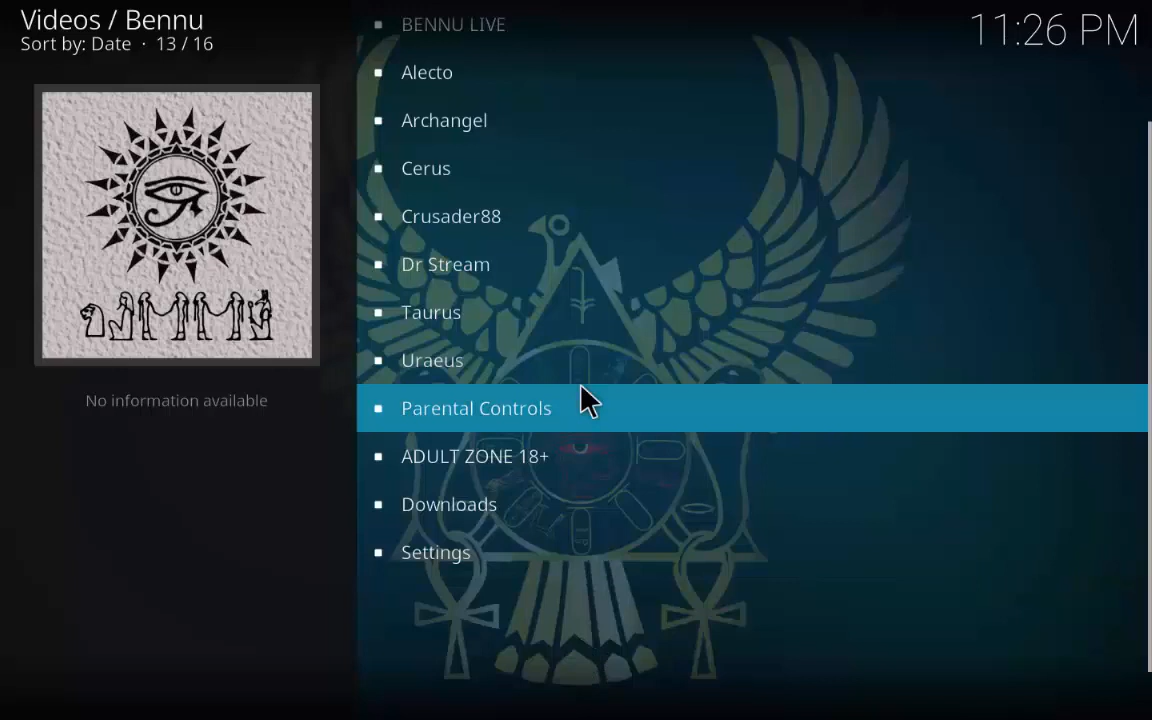 Videos / Bennu
Sort by: Date · 13 / 16
11:26 PM
No information available
BENNU LIVE
Alecto
Archangel
Cerus
Crusader88
Dr Stream
Taurus
Uraeus
Parental Controls
ADULT ZONE 18+
Downloads
Settings